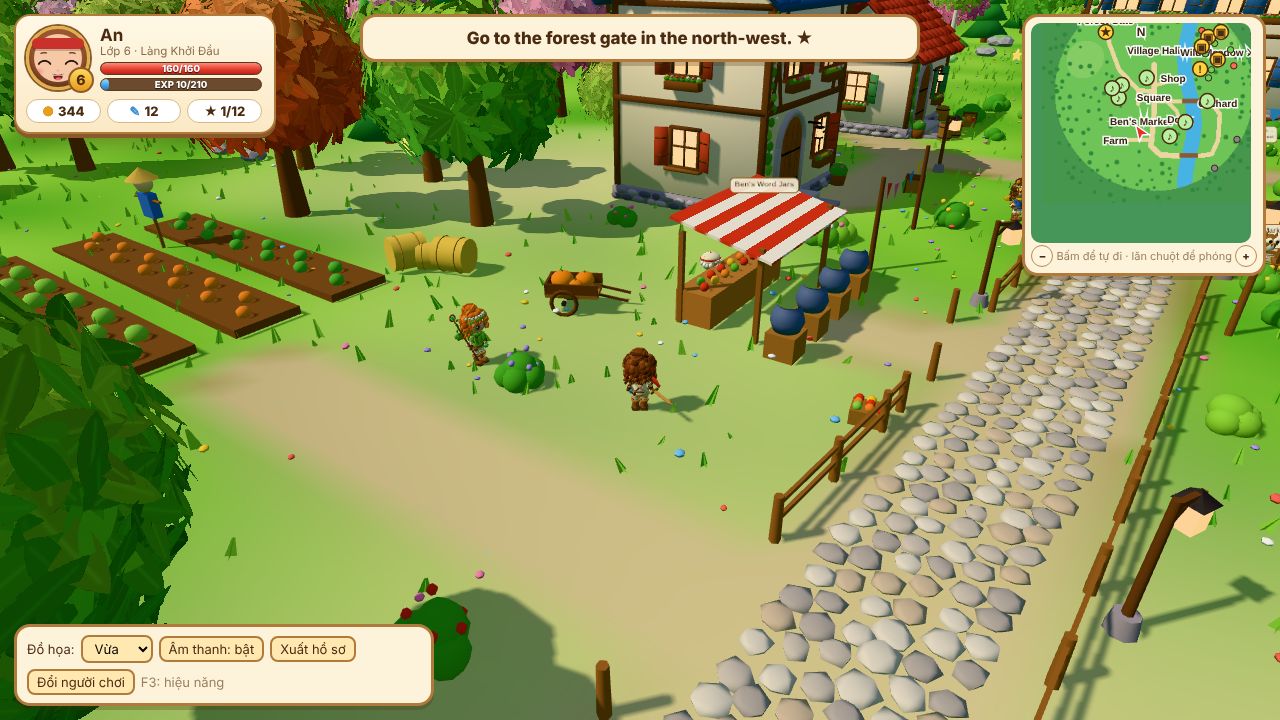 An
Lớp 6 · Làng Khởi Đầu
160/160
6
EXP 10/210
344
12
★ 1/12
Go to the forest gate in the north-west. ★
N
Village Hall
Shop
Square
Ben's Market
Farm
− Bấm để tự đi · lăn chuột để phóng +
Ben's Word Jars
Đồ họa: Vừa Âm thanh: bật Xuất hồ sơ
Đổi người chơi F3: hiệu năng